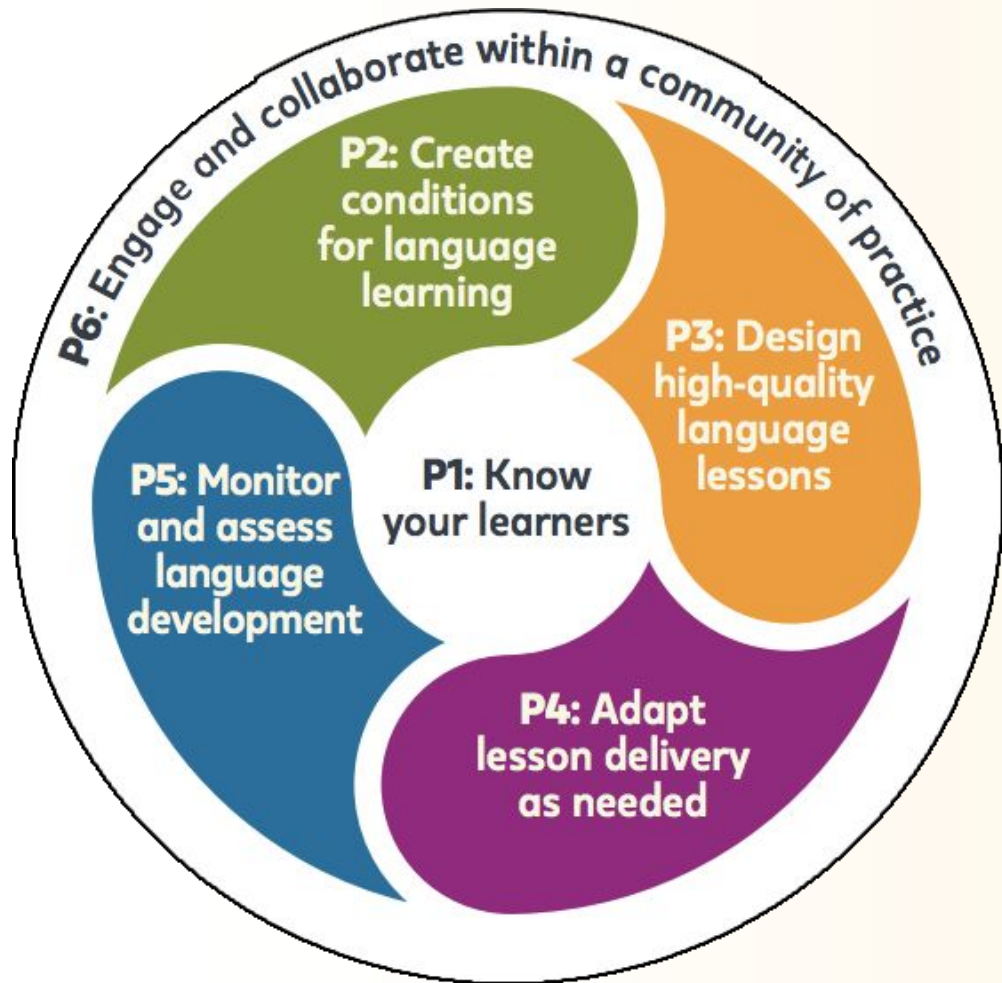 P6: Engage and collaborate within a community of practice
P2: Create
conditions
for language
learning
P3: Design
high-quality
language
lessons
P1: Know
your learners
P5: Monitor
and assess
language
development
P4: Adapt
lesson delivery
as needed